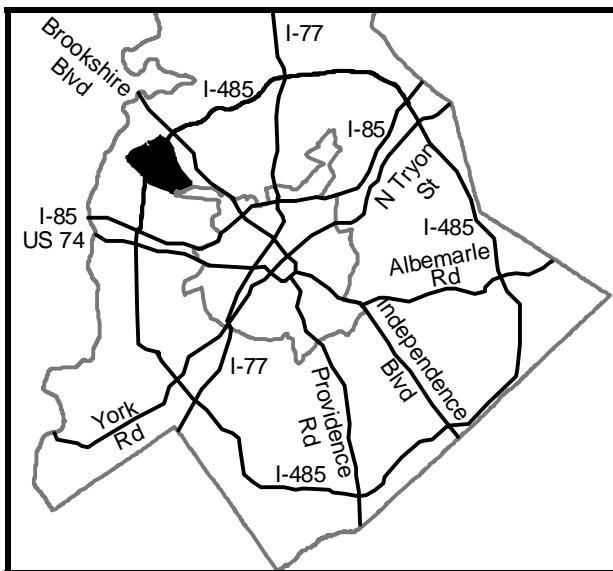 I-77
Brookshire
Blvd
I-485
I-85
N Tryon
St
I-85
US 74
I-485
Albemarle
Rd
Independence
Blvd
I-77
Providence
Rd
York
Rd
I-485